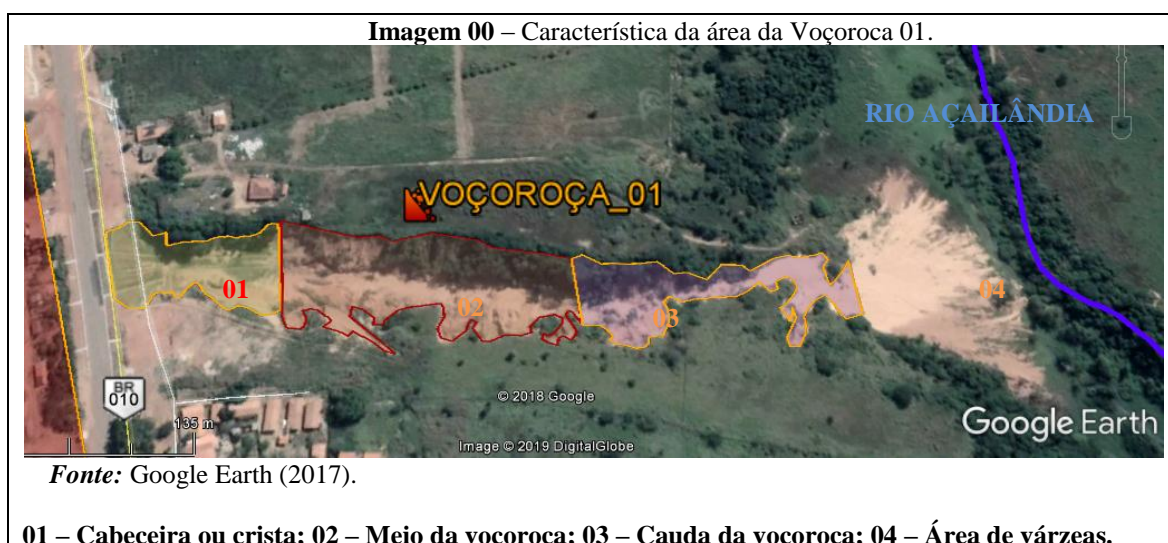 Imagem 00 – Característica da área da Voçoroca 01.
RIO AÇAILÂNDIA
VOÇOROÇA_01
01
02
03
04
BR
010
135 m
© 2018 Google
Image © 2019 DigitalGlobe
Google Earth
Fonte: Google Earth (2017).
01 – Cabeceira ou crista; 02 – Meio da voçoroca; 03 – Cauda da voçoroca; 04 – Área de várzeas.